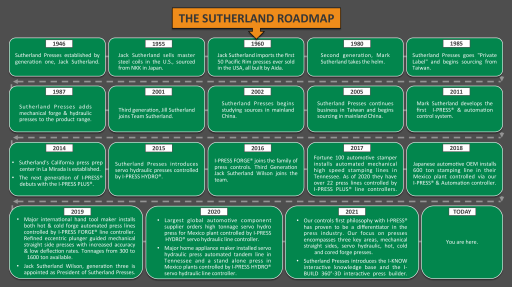 THE SUTHERLAND ROADMAP
1946
Sutherland Presses established by
generation one, Jack Sutherland.
1955
Jack Sutherland sells master
steel coils in the U.S., sourced
from NKK in Japan.
1960
Jack Sutherland imports the first
50 Pacific Rim presses ever sold
in the USA, all built by Aida.
1980
Second generation, Mark
Sutherland takes the helm.
1985
Sutherland Presses goes "Private
Label" and begins sourcing from
Taiwan.
1987
Sutherland Presses adds
mechanical forge & hydraulic
presses to the product range.
2001
Third generation, Jill Sutherland
joins Team Sutherland.
2002
Sutherland Presses begins
studying sources in mainland
China.
2005
Sutherland Presses continues
business in Taiwan and begins
sourcing in mainland China.
2011
Mark Sutherland develops the
first I-PRESS® & automation
control system.
2014
• Sutherland's California press prep
center in La Mirada is established.
• The next generation of I-PRESS®
debuts with the I-PRESS PLUS®.
2015
Sutherland Presses introduces
servo hydraulic presses controlled
by I-PRESS HYDRO®.
2016
I-PRESS FORGE® joins the family of
press controls. Third Generation
Jack Sutherland Wilson joins the
team.
2017
Fortune 100 automotive stamper
installs automated mechanical
high speed stamping lines in
Tennessee. As of 2020 they have
over 22 press lines controlled by
I-PRESS PLUS® line controllers.
2018
Japanese automotive OEM installs
600 ton stamping line in their
Mexico plant controlled via our
I-PRESS® & Automation controller.
2019
• Major international hand tool maker installs
both hot & cold forge automated press lines
controlled by I-PRESS FORGE® line controller.
• Refined eccentric plunger guided mechanical
straight side presses with increased accuracy
& low deflection rates. Tonnages from 300 to
1600 ton available.
• Jack Sutherland Wilson, generation three is
appointed as President of Sutherland Presses.
2020
• Largest global automotive component
supplier orders high tonnage servo hydro
press for Mexico plant controlled by I-PRESS
HYDRO® servo hydraulic line controller.
• Major home appliance maker installed servo
hydraulic press automated tandem line in
Tennessee and a stand alone press in
Mexico plants controlled by I-PRESS HYDRO®
servo hydraulic line controller.
2021
• Our controls first philosophy with I-PRESS®
has proven to be a differentiator in the
press industry. Our focus on presses
encompasses three key areas, mechanical
straight sides, servo hydraulic, hot, cold
and cored forge presses.
• Sutherland Presses introduces the I-KNOW
interactive knowledge base and the I-
BUILD 360°-3D interactive press builder.
TODAY
You are here.